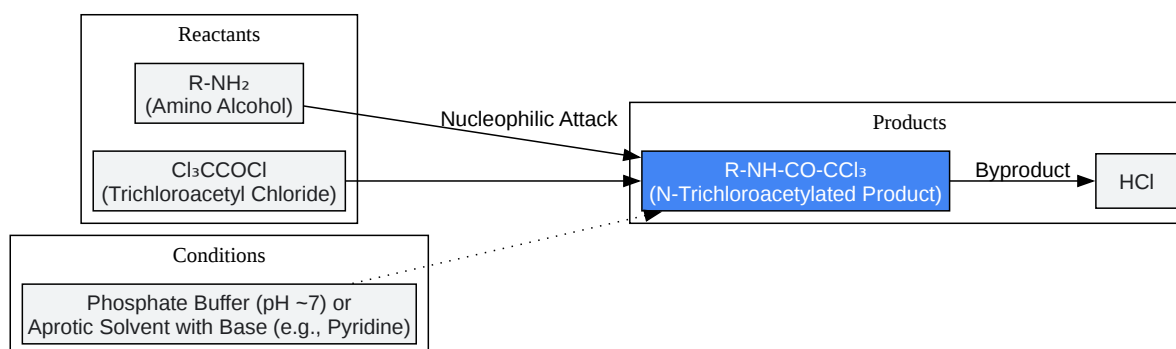 Reactants
R-NH₂
(Amino Alcohol)
Cl₃CCOCl
(Trichloroacetyl Chloride)
Nucleophilic Attack
Products
R-NH-CO-CCl₃
(N-Trichloroacetylated Product)
Byproduct
HCl
Conditions
Phosphate Buffer (pH ~7) or
Aprotic Solvent with Base (e.g., Pyridine)